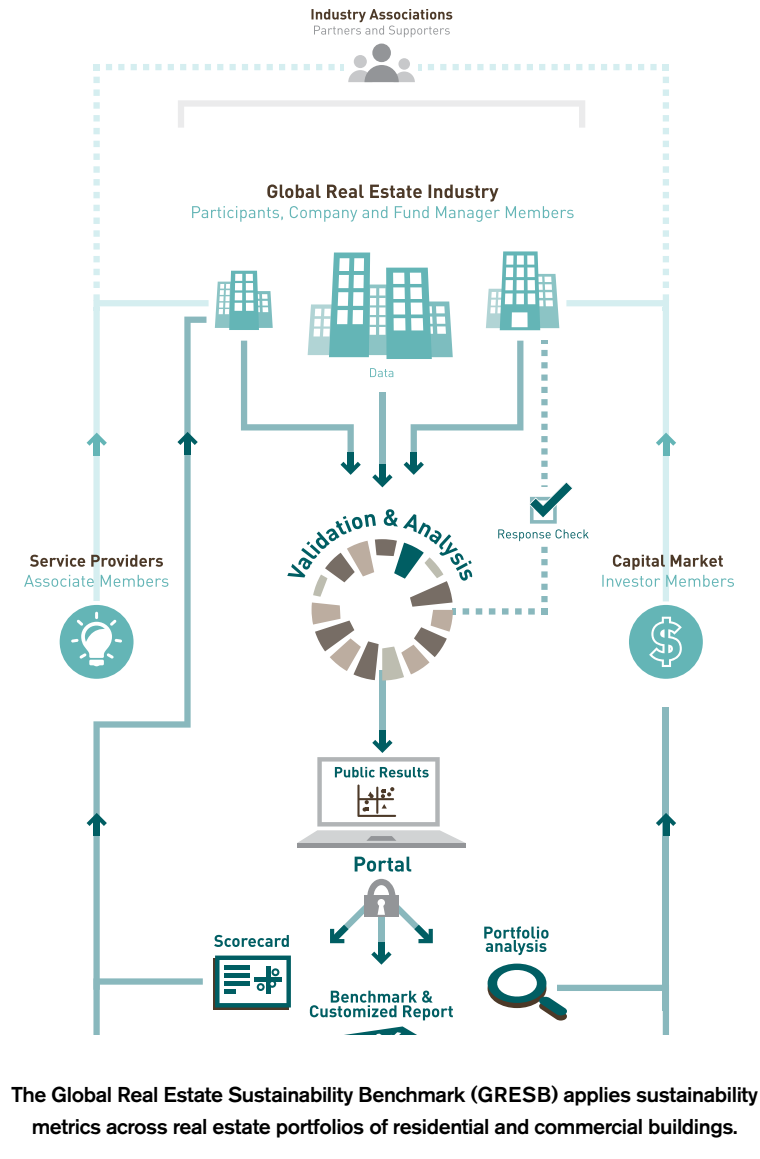 Industry Associations
Partners and Supporters
Global Real Estate Industry
Participants, Company and Fund Manager Members
Data
Validation & Analysis
Response Check
Service Providers
Associate Members
Capital Market
Investor Members
$
Public Results
Portal
Scorecard
Portfolio
analysis
Benchmark &
Customized Report
The Global Real Estate Sustainability Benchmark (GRESB) applies sustainability
metrics across real estate portfolios of residential and commercial buildings.